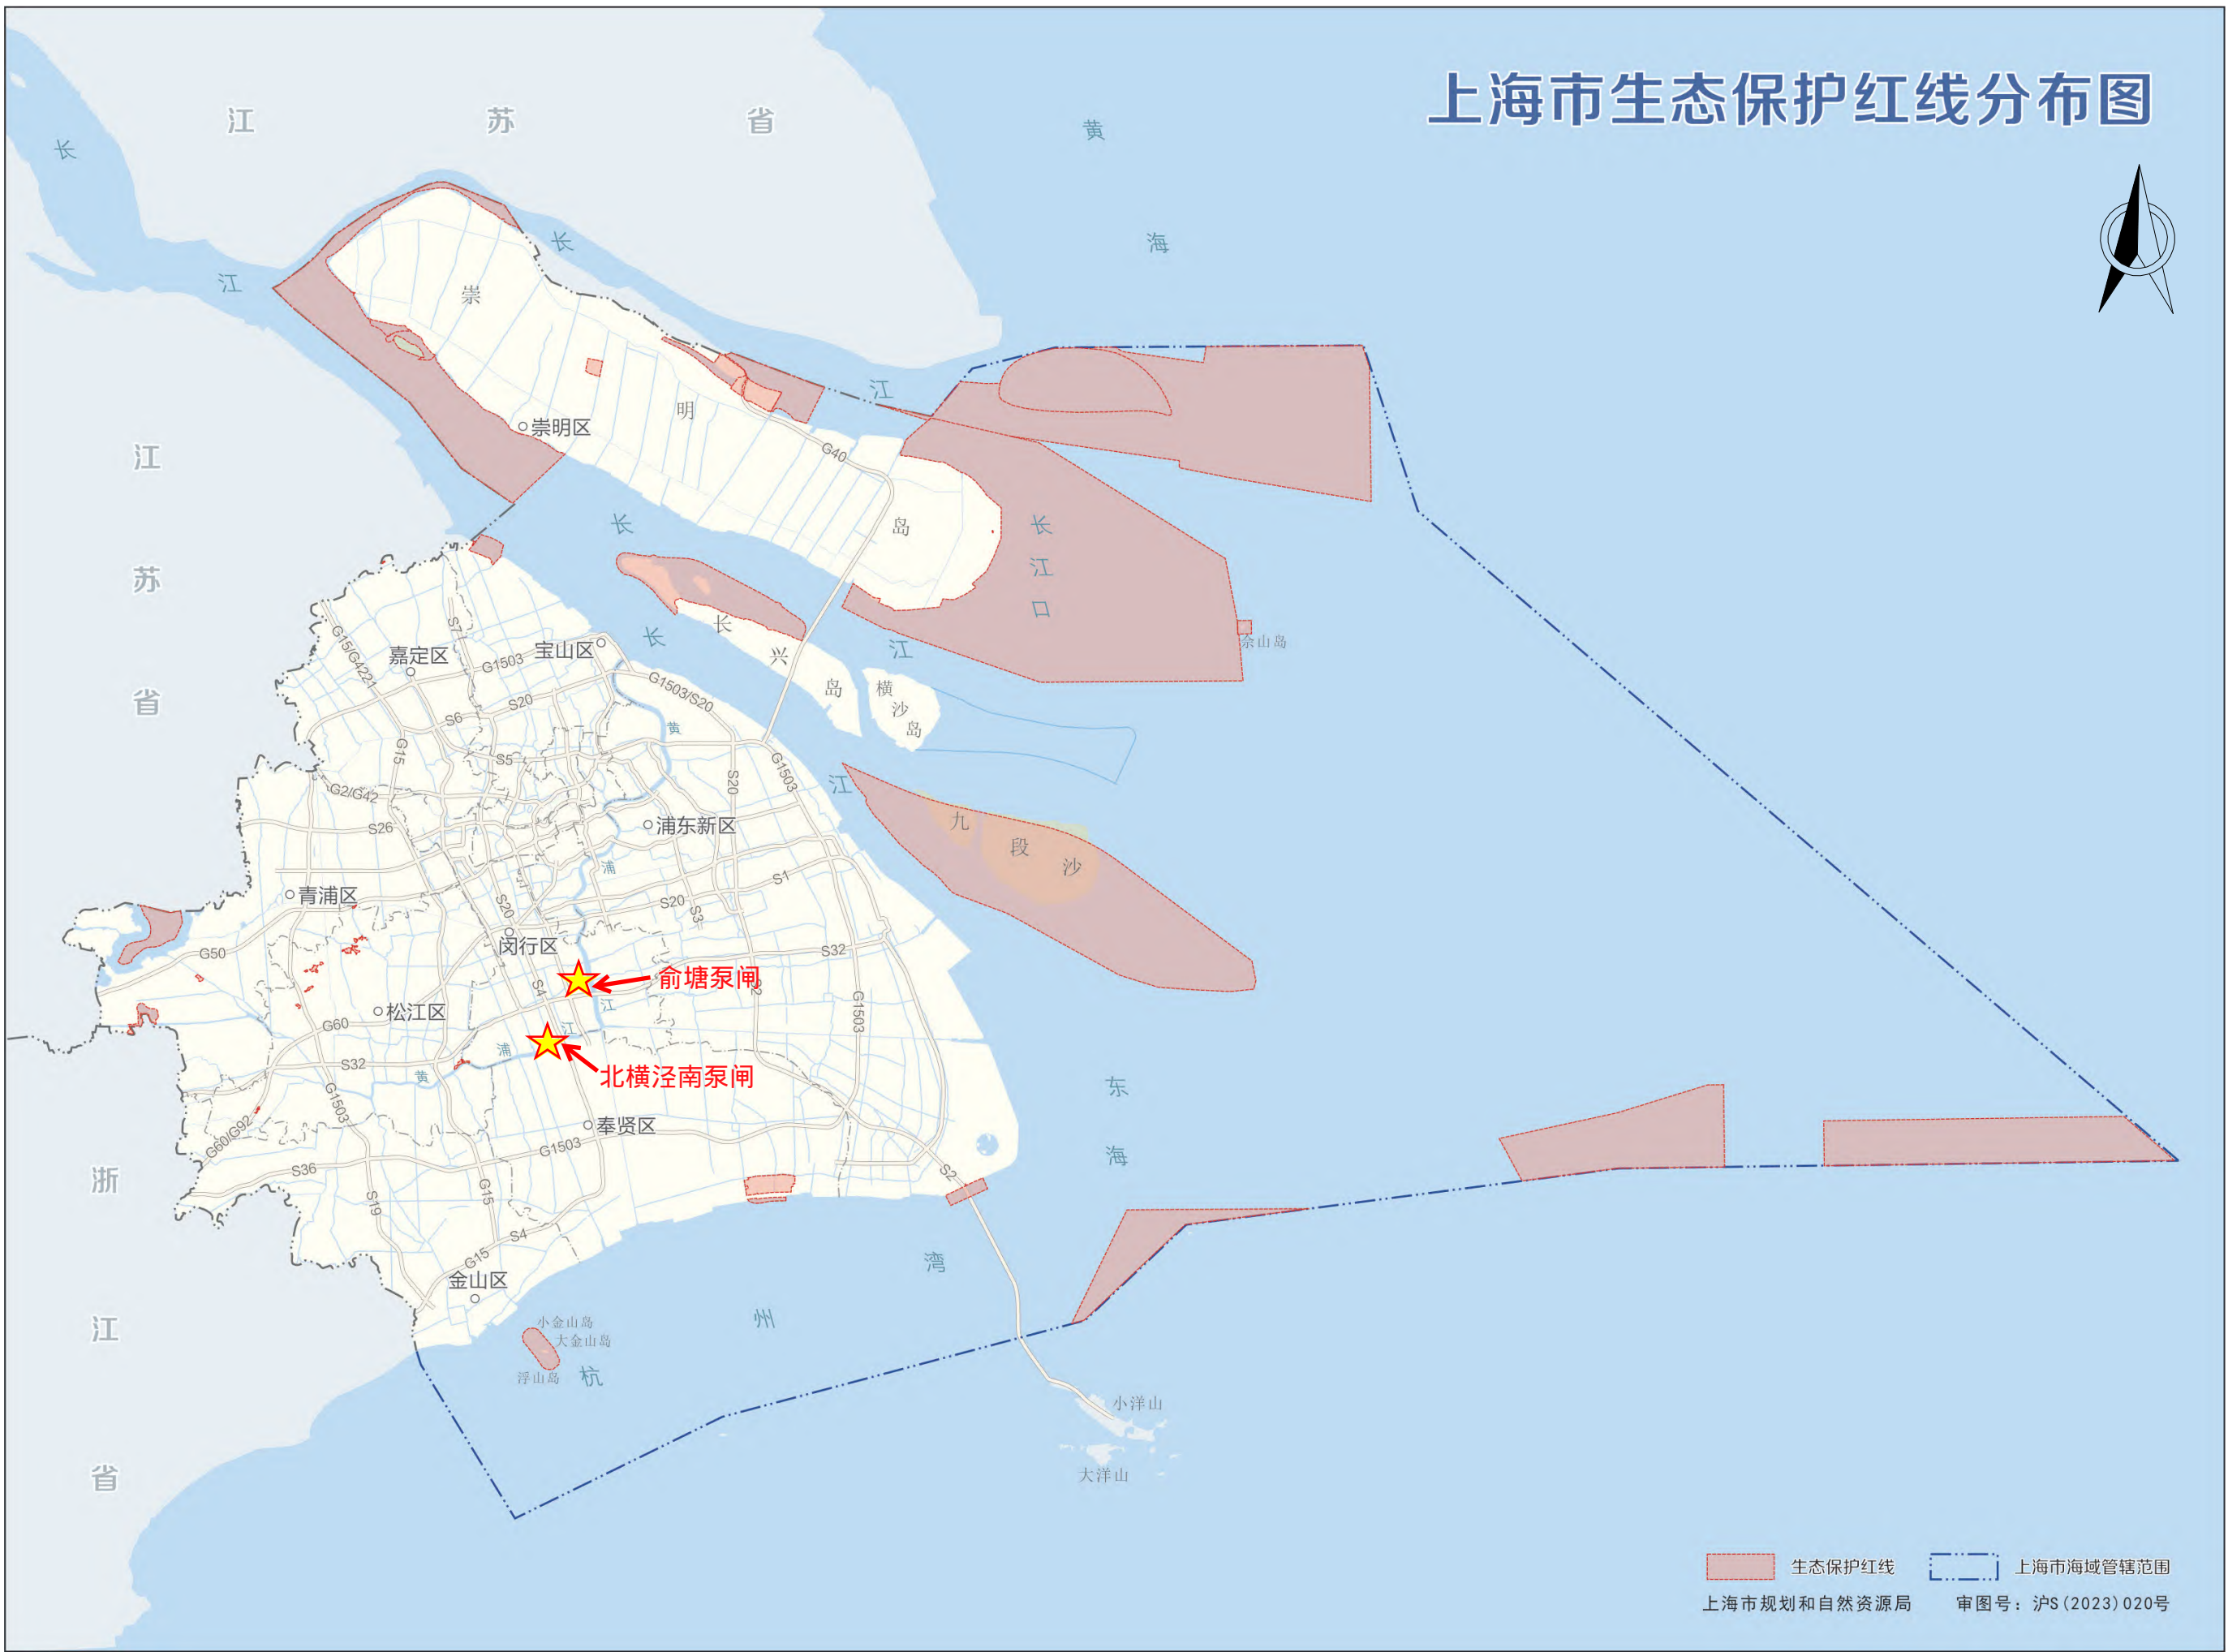 上海市生态保护红线分布图
江苏省
黄
海
长
江
长
江
崇
明
岛
崇明区
G40
长
江
口
江
苏
省
长
长
江
佘山岛
长
兴
岛
横
沙
岛
S7
G15/G4221
嘉定区
宝山区
G1503
G1503/S20
S6
S20
黄
G15
S5
S20
G1503
江
G2/G42
S26
浦东新区
九
段
沙
浦
青浦区
S1
S20
S20
S3
闵行区
G50
S32
俞塘泵闸
S4
S2
松江区
江
G1503
G60
江
浦
S32
北横泾南泵闸
黄
东
G1503
奉贤区
G60/G92
G1503
海
S36
浙
S2
G15
S19
S4
G15
湾
金山区
江
小金山岛
州
大金山岛
浮山岛
杭
小洋山
省
大洋山
生态保护红线
上海市海域管辖范围
上海市规划和自然资源局
审图号：沪S(2023)020号